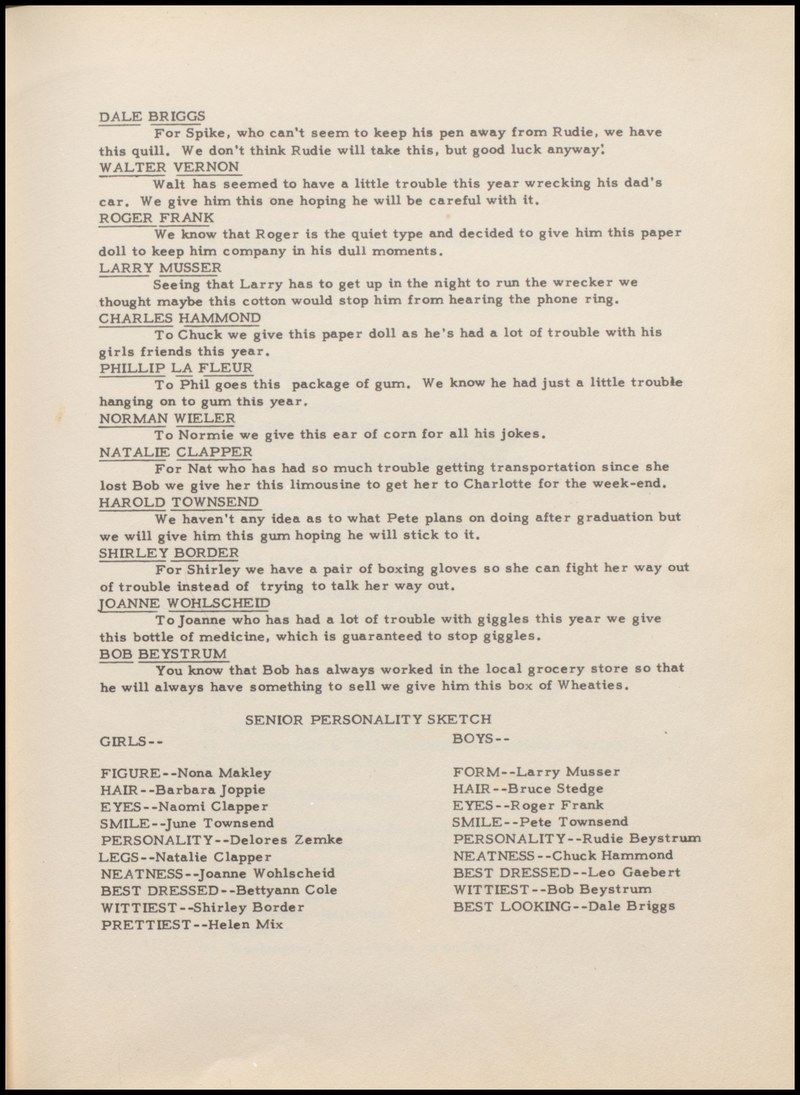 DALE BRIGGS
For Spike, who can't seem to keep his pen away from Rudie, we have
this quill. We don't think Rudie will take this, but good luck anyway!
WALTER VERNON
Walt has seemed to have a little trouble this year wrecking his dad's
car. We give him this one hoping he will be careful with it.
ROGER FRANK
We know that Roger is the quiet type and decided to give him this paper
doll to keep him company in his dull moments.
LARRY MUSSER
Seeing that Larry has to get up in the night to run the wrecker we
thought maybe this cotton would stop him from hearing the phone ring.
CHARLES HAMMOND
To Chuck we give this paper doll as he's had a lot of trouble with his
girls friends this year.
PHILLIP LA FLEUR
To Phil goes this package of gum. We know he had just a little trouble
hanging on to gum this year.
NORMAN WIELER
To Normie we give this ear of corn for all his jokes.
NATALIE CLAPPER
For Nat who has had so much trouble getting transportation since she
lost Bob we give her this limousine to get her to Charlotte for the week-end.
HAROLD TOWNSEND
We haven't any idea as to what Pete plans on doing after graduation but
we will give him this gum hoping he will stick to it.
SHIRLEY BORDER
For Shirley we have a pair of boxing gloves so she can fight her way out
of trouble instead of trying to talk her way out.
JOANNE WOHLSCHEID
To Joanne who has had a lot of trouble with giggles this year we give
this bottle of medicine, which is guaranteed to stop giggles.
BOB BEYSTRUM
You know that Bob has always worked in the local grocery store so that
he will always have something to sell we give him this box of Wheaties.
SENIOR PERSONALITY SKETCH
GIRLS--
FIGURE--Nona Makley
HAIR--Barbara Joppie
EYES--Naomi Clapper
SMILE--June Townsend
PERSONALITY--Delores Zemke
LEGS--Natalie Clapper
NEATNESS--Joanne Wohlscheid
BEST DRESSED--Bettyann Cole
WITTIEST--Shirley Border
PRETTIEST--Helen Mix
BOYS--
FORM--Larry Musser
HAIR--Bruce Stedge
EYES--Roger Frank
SMILE--Pete Townsend
PERSONALITY--Rudie Beystrum
NEATNESS--Chuck Hammond
BEST DRESSED--Leo Gaebert
WITTIEST--Bob Beystrum
BEST LOOKING--Dale Briggs